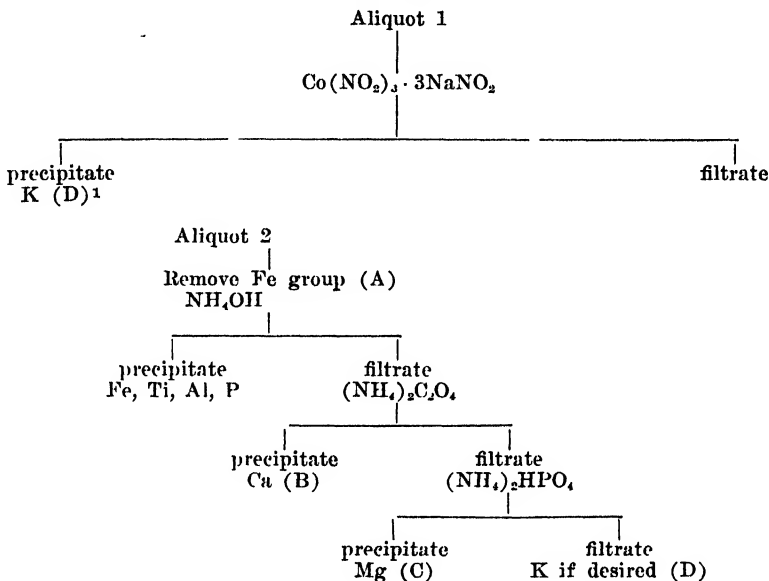 Aliquot 1
Co(NO₂)₃ · 3NaNO₂
precipitate filtrate
K (D)¹
Aliquot 2
Remove Fe group (A)
NH₄OH
precipitate filtrate
Fe, Ti, Al, P (NH₄)₂C₂O₄
precipitate filtrate
Ca (B) (NH₄)₂HPO₄
precipitate filtrate
Mg (C) K if desired (D)